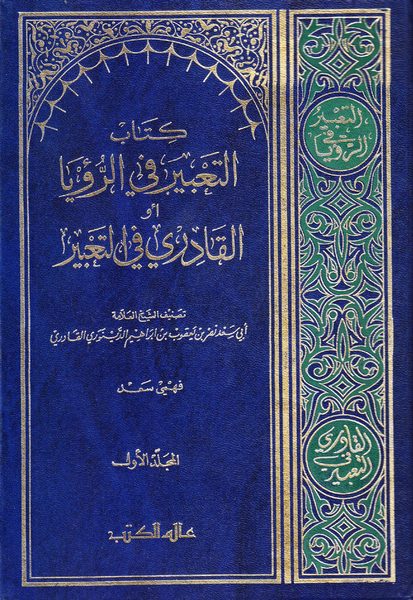 كتاب
التعبير في الرؤيا
أو
القادري في التعبير
تصنيف الشيخ العلامة
أبي سعد نصر بن يعقوب بن ابراهيم الدينوري القادري
فهمي سعد
المجلد الأول
عالم الكتب
التعبير
في
الرؤيا
القادري
في
التعبير